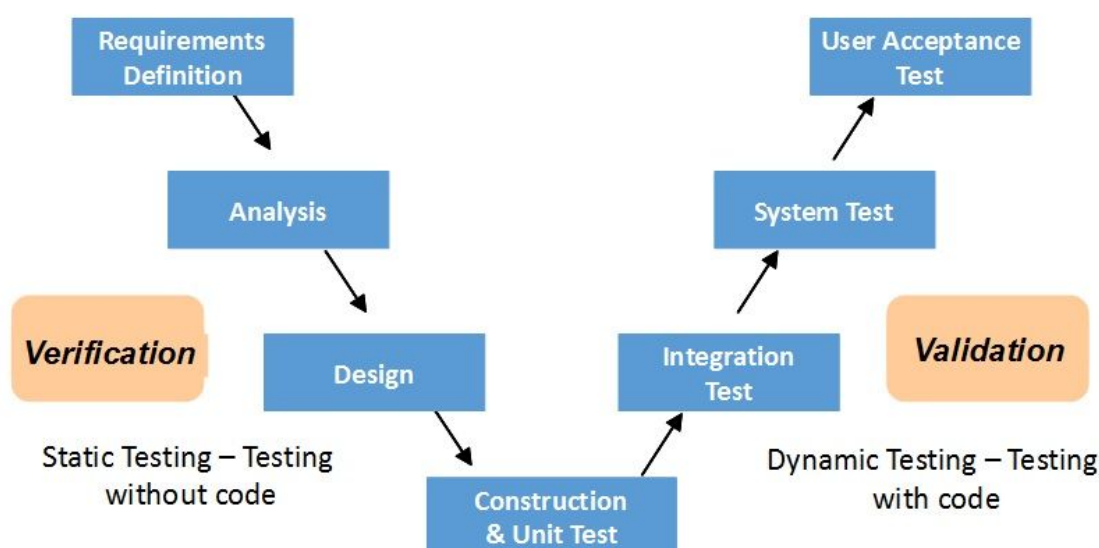 Requirements
Definition
User Acceptance
Test
Analysis
System Test
Verification
Design
Integration
Test
Validation
Static Testing – Testing
without code
Construction
& Unit Test
Dynamic Testing – Testing
with code